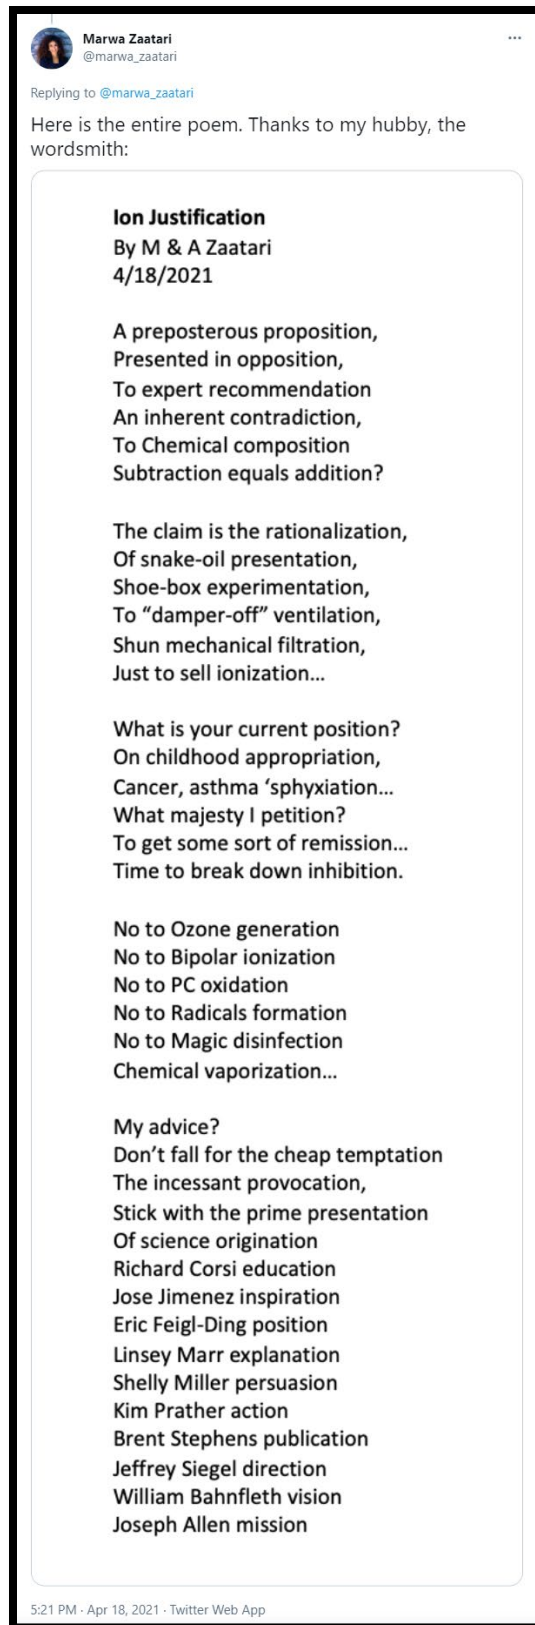 Marwa Zaatari
@marwa_zaatari
Replying to @marwa_zaatari
Here is the entire poem. Thanks to my hubby, the
wordsmith:
Ion Justification
By M & A Zaatari
4/18/2021
A preposterous proposition,
Presented in opposition,
To expert recommendation
An inherent contradiction,
To Chemical composition
Subtraction equals addition?
The claim is the rationalization,
Of snake-oil presentation,
Shoe-box experimentation,
To “damper-off” ventilation,
Shun mechanical filtration,
Just to sell ionization...
What is your current position?
On childhood appropriation,
Cancer, asthma ‘sphyxiation...
What majesty I petition?
To get some sort of remission...
Time to break down inhibition.
No to Ozone generation
No to Bipolar ionization
No to PC oxidation
No to Radicals formation
No to Magic disinfection
Chemical vaporization...
My advice?
Don’t fall for the cheap temptation
The incessant provocation,
Stick with the prime presentation
Of science origination
Richard Corsi education
Jose Jimenez inspiration
Eric Feigl-Ding position
Linsey Marr explanation
Shelly Miller persuasion
Kim Prather action
Brent Stephens publication
Jeffrey Siegel direction
William Bahnfleth vision
Joseph Allen mission
5:21 PM · Apr 18, 2021 · Twitter Web App